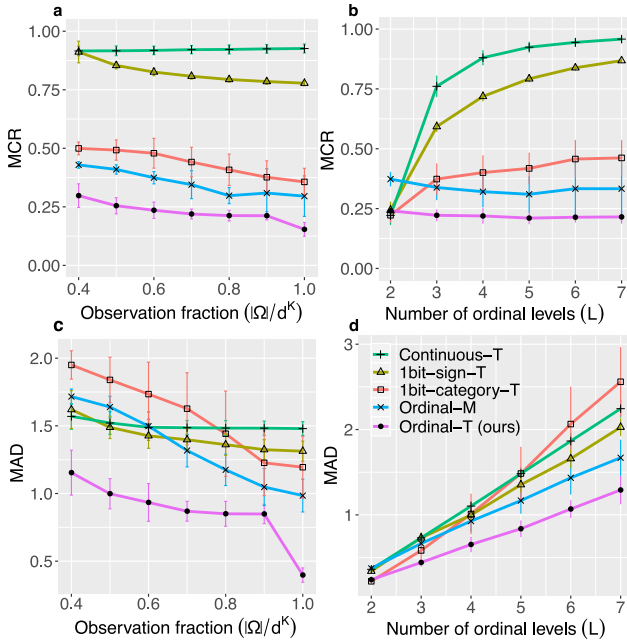 a
MCR
1.00
0.75
0.50
0.25
0.00
0.4 0.6 0.8 1.0
Observation fraction (|Ω|/d^K)
b
MCR
1.00
0.75
0.50
0.25
0.00
2 3 4 5 6 7
Number of ordinal levels (L)
c
MAD
2.0
1.5
1.0
0.5
0.4 0.6 0.8 1.0
Observation fraction (|Ω|/d^K)
d
MAD
3
2
1
Continuous−T
1bit−sign−T
1bit−category−T
Ordinal−M
Ordinal−T (ours)
2 3 4 5 6 7
Number of ordinal levels (L)